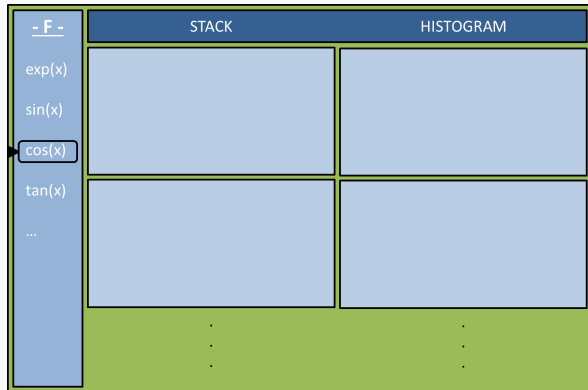 - F -
exp(x)
sin(x)
cos(x)
tan(x)
...
STACK
HISTOGRAM
.
.
.
.
.
.